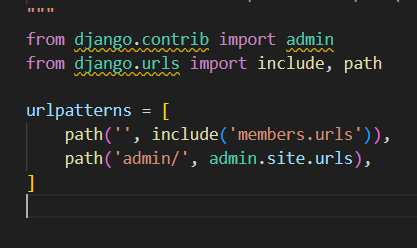 """
from django.contrib import admin
from django.urls import include, path
urlpatterns = [
    path('', include('members.urls')),
    path('admin/', admin.site.urls),
]